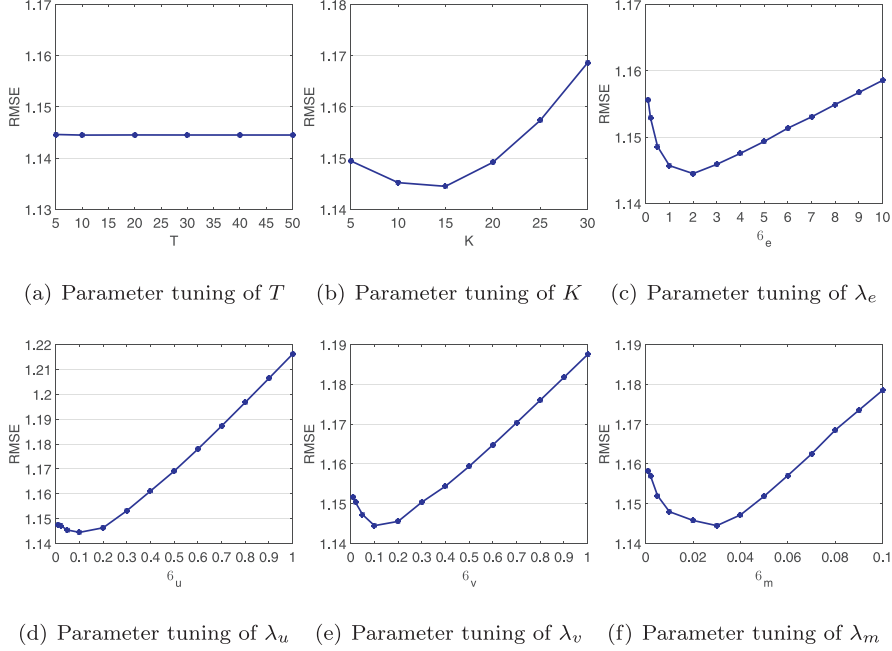 1.17
1.16
1.15
1.14
1.13
RMSE
5 10 15 20 25 30 35 40 45 50
T
1.18
1.17
1.16
1.15
1.14
RMSE
5 10 15 20 25 30
K
1.17
1.16
1.15
1.14
RMSE
0 1 2 3 4 5 6 7 8 9 10
6_e
(a) Parameter tuning of T
(b) Parameter tuning of K
(c) Parameter tuning of λ_e
1.22
1.21
1.2
1.19
1.18
1.17
1.16
1.15
1.14
RMSE
0 0.1 0.2 0.3 0.4 0.5 0.6 0.7 0.8 0.9 1
6_u
1.19
1.18
1.17
1.16
1.15
1.14
RMSE
0 0.1 0.2 0.3 0.4 0.5 0.6 0.7 0.8 0.9 1
6_v
1.19
1.18
1.17
1.16
1.15
1.14
RMSE
0 0.02 0.04 0.06 0.08 0.1
6_m
(d) Parameter tuning of λ_u
(e) Parameter tuning of λ_v
(f) Parameter tuning of λ_m